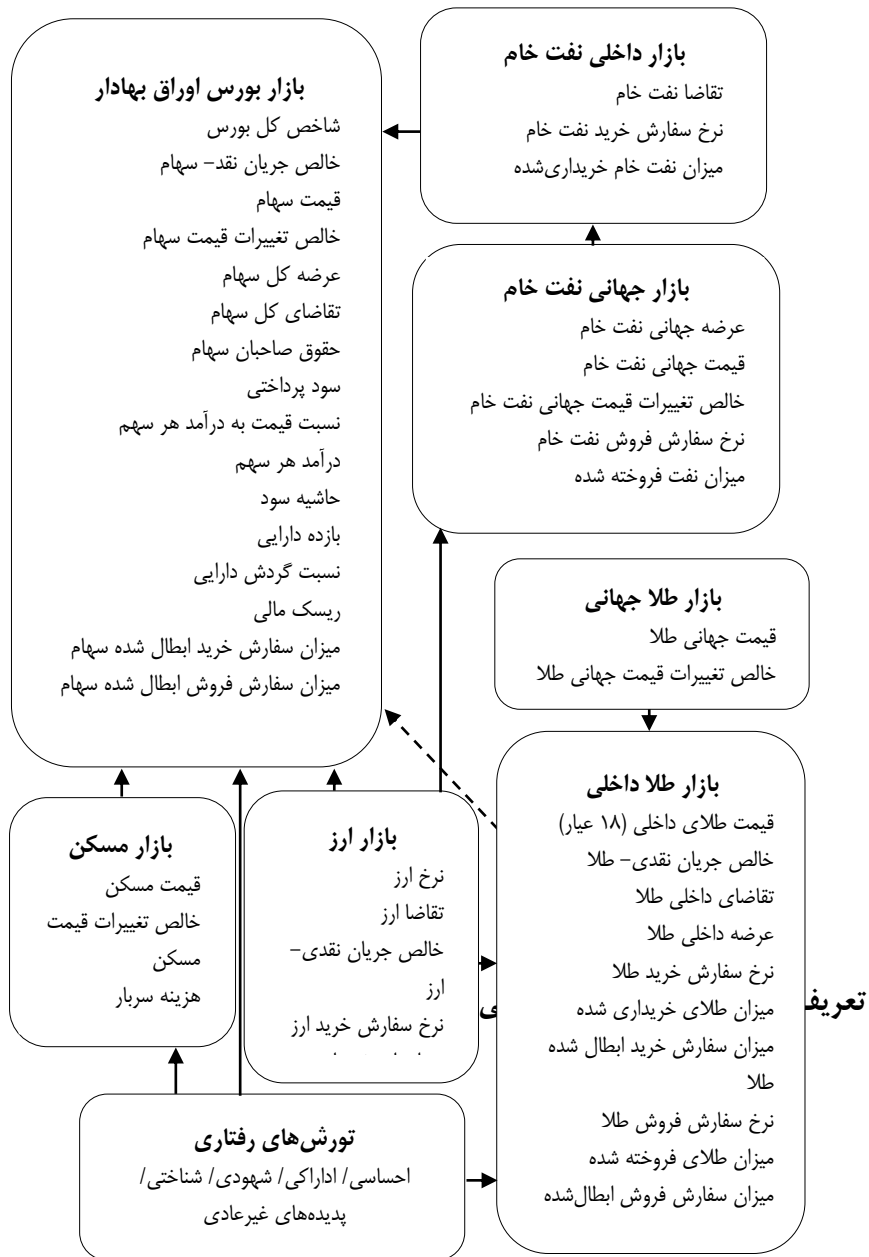 بازار داخلی نفت خام
تقاضا نفت خام
نرخ سفارش خرید نفت خام
میزان نفت خام خریداری‌شده
بازار بورس اوراق بهادار
شاخص کل بورس
خالص جریان نقد- سهام
قیمت سهام
خالص تغییرات قیمت سهام
عرضه کل سهام
تقاضای کل سهام
حقوق صاحبان سهام
سود پرداختی
نسبت قیمت به درآمد هر سهم
درآمد هر سهم
حاشیه سود
بازده دارایی
نسبت گردش دارایی
ریسک مالی
میزان سفارش خرید ابطال شده سهام
میزان سفارش فروش ابطال شده سهام
بازار جهانی نفت خام
عرضه جهانی نفت خام
قیمت جهانی نفت خام
خالص تغییرات قیمت جهانی نفت خام
نرخ سفارش فروش نفت خام
میزان نفت فروخته شده
بازار طلا جهانی
قیمت جهانی طلا
خالص تغییرات قیمت جهانی طلا
بازار طلا داخلی
قیمت طلای داخلی (۱۸ عیار)
خالص جریان نقدی- طلا
تقاضای داخلی طلا
عرضه داخلی طلا
نرخ سفارش خرید طلا
میزان طلای خریداری شده
میزان سفارش خرید ابطال شده
طلا
نرخ سفارش فروش طلا
میزان طلای فروخته شده
میزان سفارش فروش ابطال‌شده
بازار ارز
نرخ ارز
تقاضا ارز
خالص جریان نقدی-
ارز
نرخ سفارش خرید ارز
بازار مسکن
قیمت مسکن
خالص تغییرات قیمت
مسکن
هزینه سربار
تعریف
تورش‌های رفتاری
احساسی/ اداراکی/ شهودی/ شناختی/
پدیده‌های غیرعادی